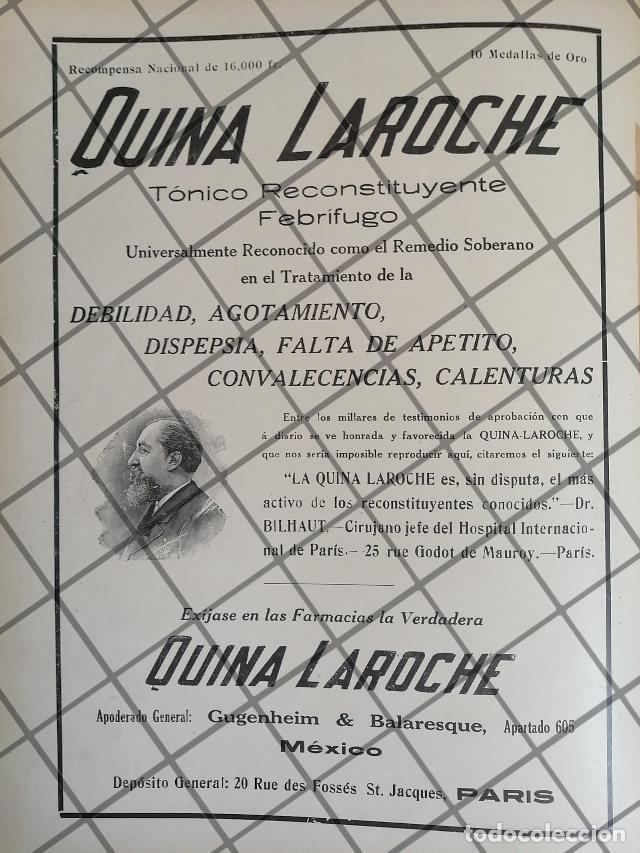 Recompensa Nacional de 16,000 fr.
10 Medallas de Oro
QUINA LAROCHE
Tónico Reconstituyente
Febrífugo
Universalmente Reconocido como el Remedio Soberano
en el Tratamiento de la
DEBILIDAD, AGOTAMIENTO,
DISPEPSIA, FALTA DE APETITO,
CONVALECENCIAS, CALENTURAS
Entre los millares de testimonios de aprobación con que
á diario se ve honrada y favorecida la QUINA-LAROCHE, y
que nos sería imposible reproducir aquí, citaremos el siguiente:
"LA QUINA LAROCHE es, sin disputa, el más
activo de los reconstituyentes conocidos."—Dr.
BILHAUT.—Cirujano jefe del Hospital Internacio-
nal de París.— 25 rue Godot de Mauroy.—París.
Exíjase en las Farmacias la Verdadera
QUINA LAROCHE
Apoderado General: Gugenheim & Balaresque, Apartado 605
México
Depósito General: 20 Rue des Fossés St. Jacques, PARIS
todocoleccion